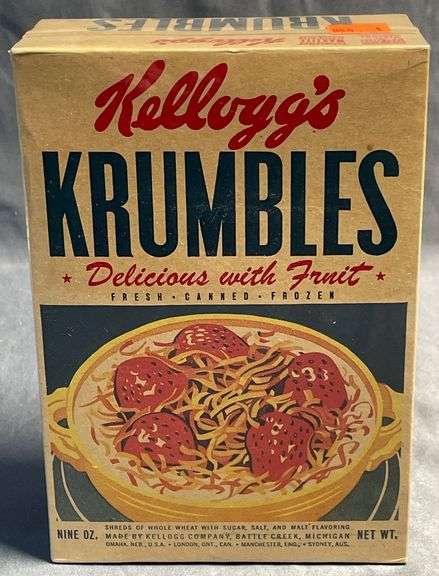 KRUMBLES
Kellogg's
Kellogg's
KRUMBLES
★ Delicious with Fruit ★
FRESH • CANNED • FROZEN
SHREDS OF WHOLE WHEAT WITH SUGAR, SALT, AND MALT FLAVORING
NINE OZ. MADE BY KELLOGG COMPANY, BATTLE CREEK, MICHIGAN NET WT.
OMAHA, NEB., U.S.A. • LONDON, ONT., CAN. • MANCHESTER, ENG. • SYDNEY, AUS.